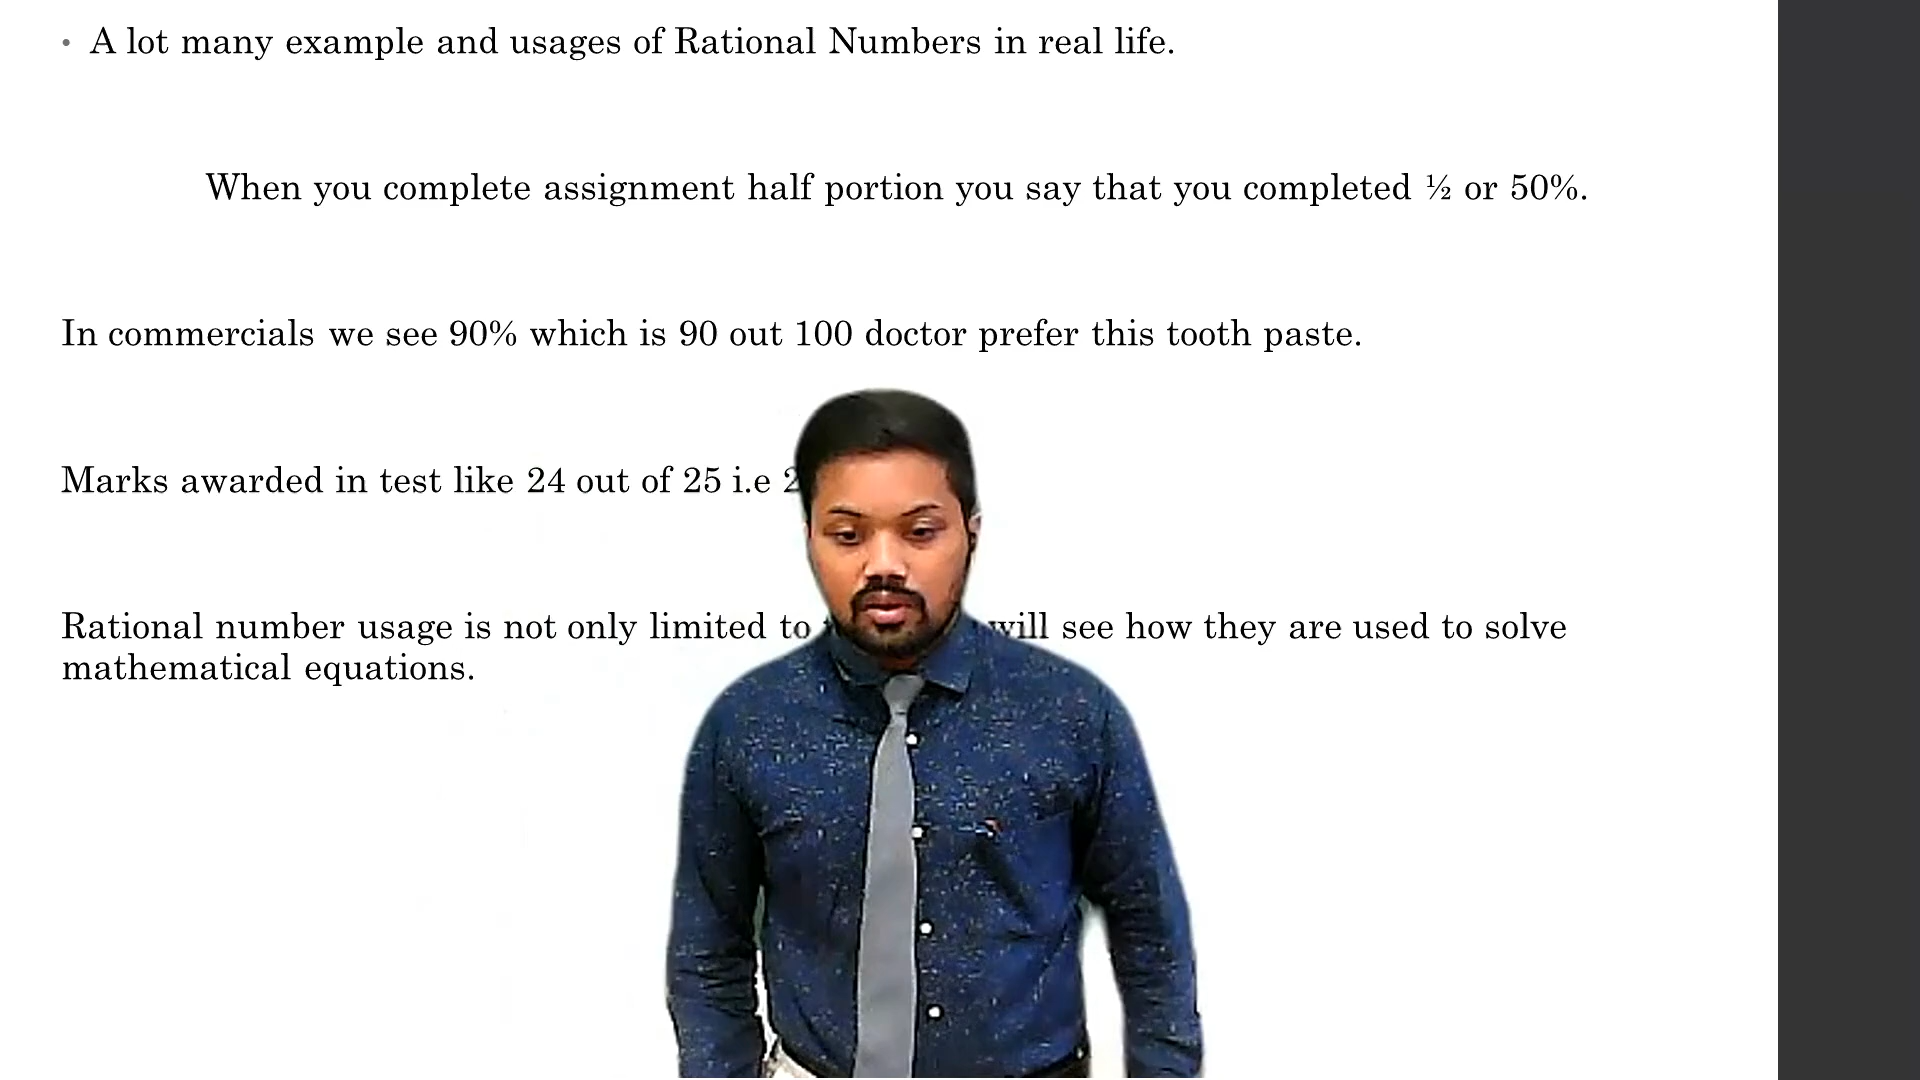 • A lot many example and usages of Rational Numbers in real life.
When you complete assignment half portion you say that you completed ½ or 50%.
In commercials we see 90% which is 90 out 100 doctor prefer this tooth paste.
Marks awarded in test like 24 out of 25 i.e
Rational number usage is not only limited to will see how they are used to solve
mathematical equations.